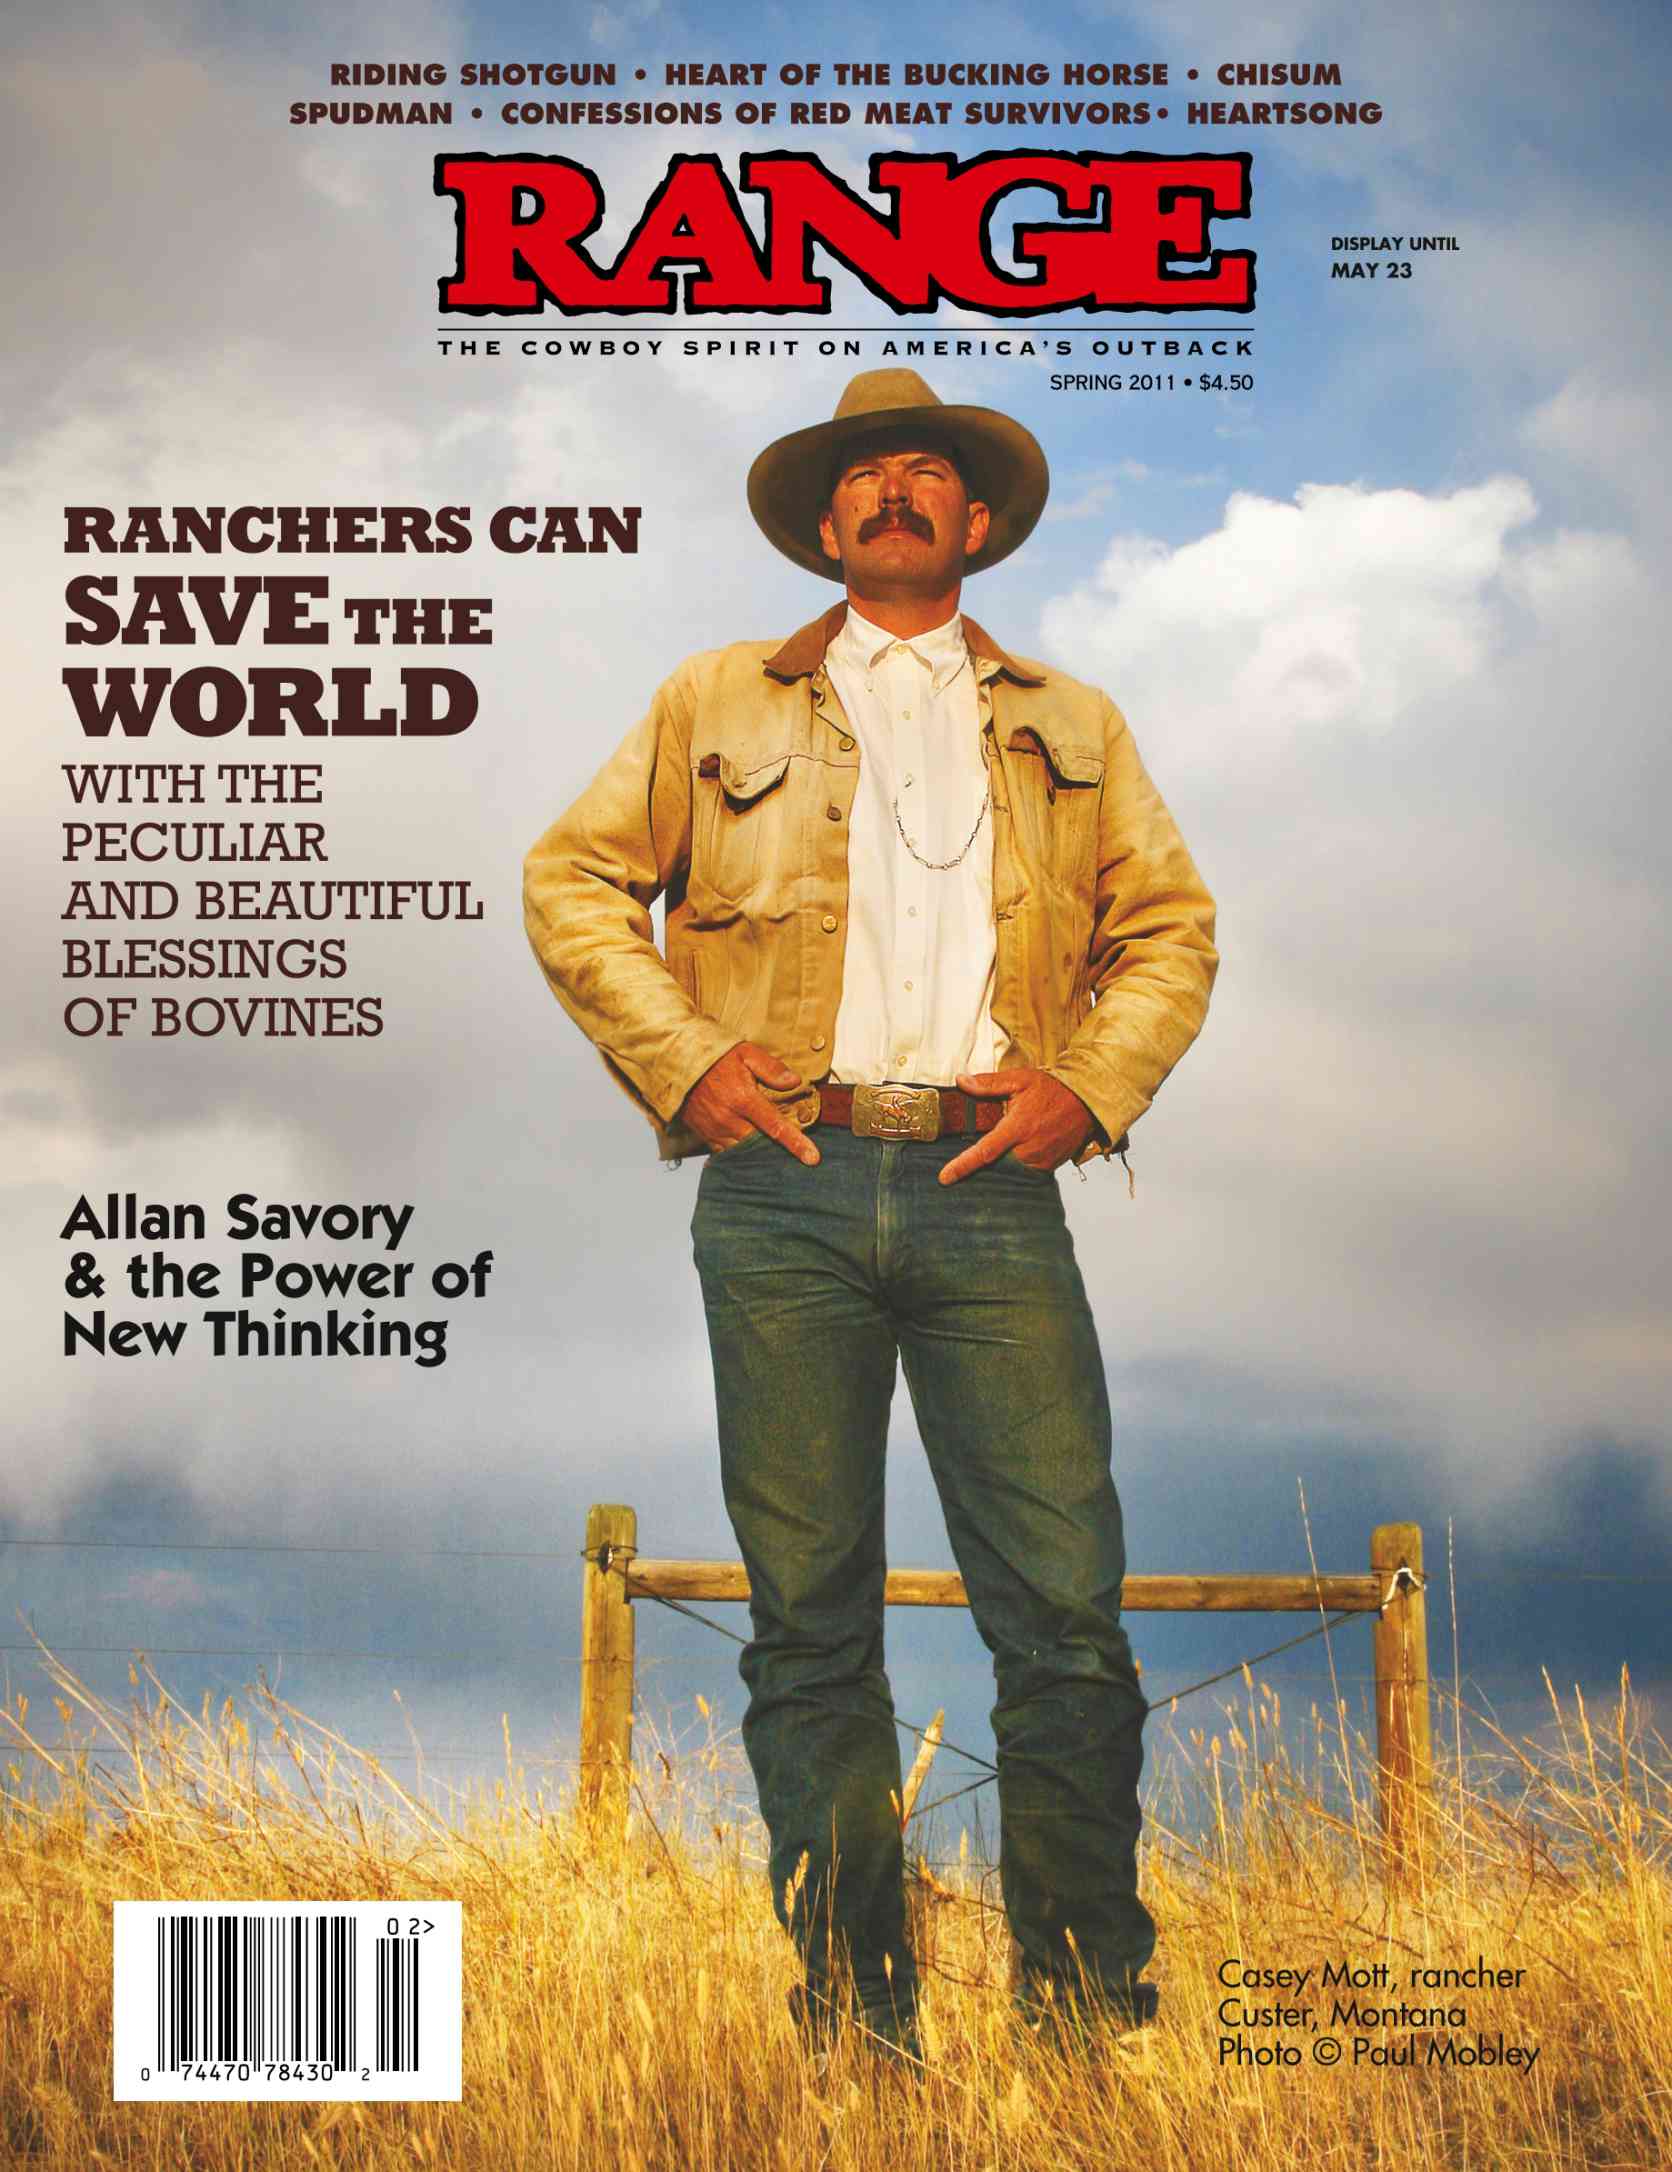 RIDING SHOTGUN • HEART OF THE BUCKING HORSE • CHISUM
SPUDMAN • CONFESSIONS OF RED MEAT SURVIVORS • HEARTSONG
RANGE
DISPLAY UNTIL
MAY 23
THE COWBOY SPIRIT ON AMERICA'S OUTBACK
SPRING 2011 • $4.50
RANCHERS CAN
SAVE THE
WORLD
WITH THE
PECULIAR
AND BEAUTIFUL
BLESSINGS
OF BOVINES
Allan Savory
& the Power of
New Thinking
02>
0 74470 78430 2
Casey Mott, rancher
Custer, Montana
Photo © Paul Mobley